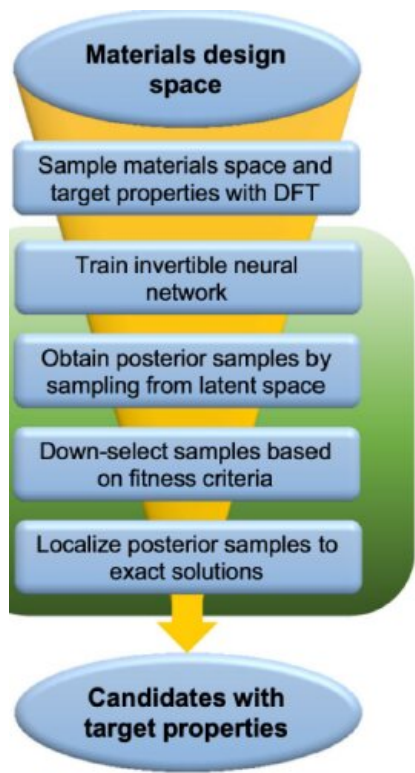 Materials design
space
Sample materials space and
target properties with DFT
Train invertible neural
network
Obtain posterior samples by
sampling from latent space
Down-select samples based
on fitness criteria
Localize posterior samples to
exact solutions
Candidates with
target properties